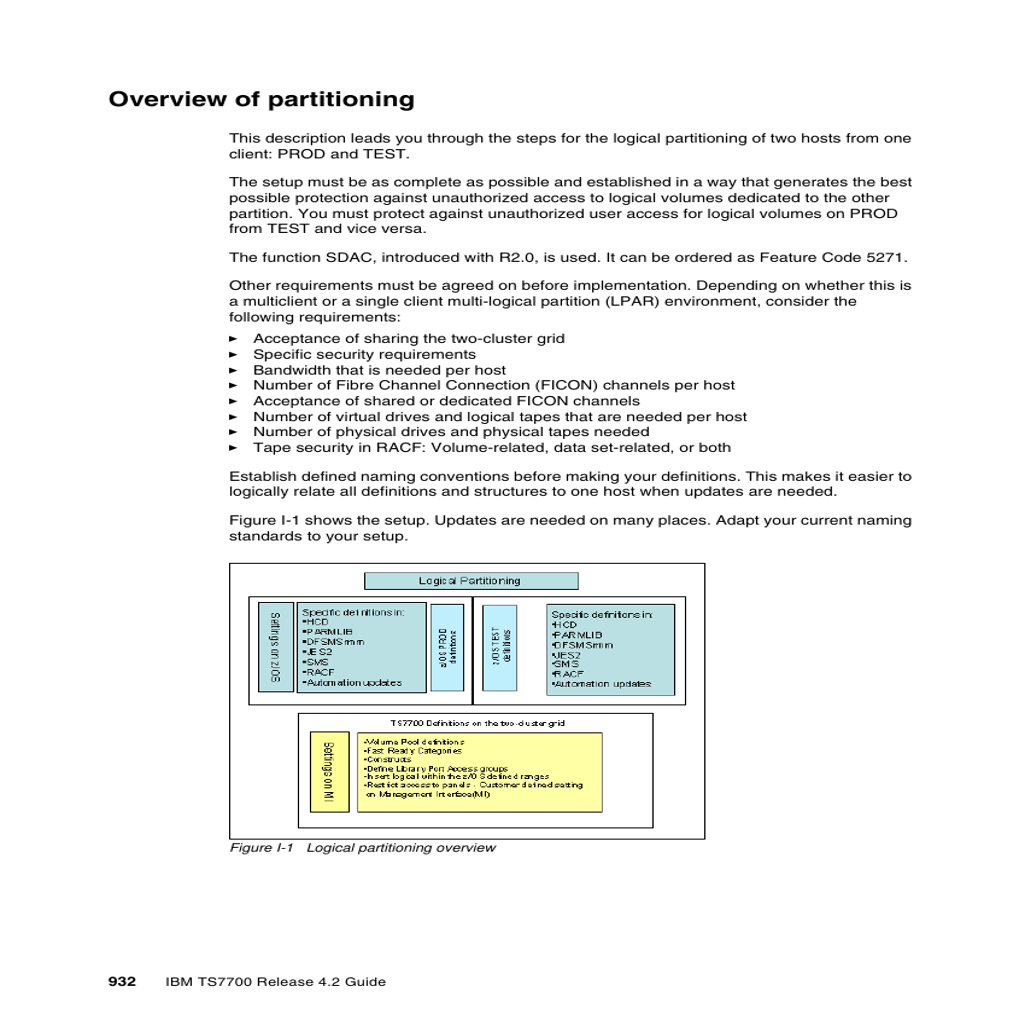 Overview of partitioning
This description leads you through the steps for the logical partitioning of two hosts from one
client: PROD and TEST.
The setup must be as complete as possible and established in a way that generates the best
possible protection against unauthorized access to logical volumes dedicated to the other
partition. You must protect against unauthorized user access for logical volumes on PROD
from TEST and vice versa.
The function SDAC, introduced with R2.0, is used. It can be ordered as Feature Code 5271.
Other requirements must be agreed on before implementation. Depending on whether this is
a multiclient or a single client multi-logical partition (LPAR) environment, consider the
following requirements:
► Acceptance of sharing the two-cluster grid
► Specific security requirements
► Bandwidth that is needed per host
► Number of Fibre Channel Connection (FICON) channels per host
► Acceptance of shared or dedicated FICON channels
► Number of virtual drives and logical tapes that are needed per host
► Number of physical drives and physical tapes needed
► Tape security in RACF: Volume-related, data set-related, or both
Establish defined naming conventions before making your definitions. This makes it easier to
logically relate all definitions and structures to one host when updates are needed.
Figure I-1 shows the setup. Updates are needed on many places. Adapt your current naming
standards to your setup.
Logical Partitioning
Settings on z/OS
Specific definitions in:
•HCD
•PARMLIB
•DFSMSrmm
•JES2
•SMS
•RACF
•Automation updates
z/OS PROD
definitions
z/OS TEST
definitions
Specific definitions in:
•HCD
•PARMLIB
•DFSMSrmm
•JES2
•SMS
•RACF
•Automation updates
TS7700 Definitions on the two-cluster grid
Settings on MI
•Volume Pool definitions
•Fast Ready Categories
•Constructs
•Define Library Port Access groups
•Insert logical within the z/OS defined ranges
•Restrict access to panels - Customer defined setting
on Management Interface(MI)
Figure I-1 Logical partitioning overview
932 IBM TS7700 Release 4.2 Guide